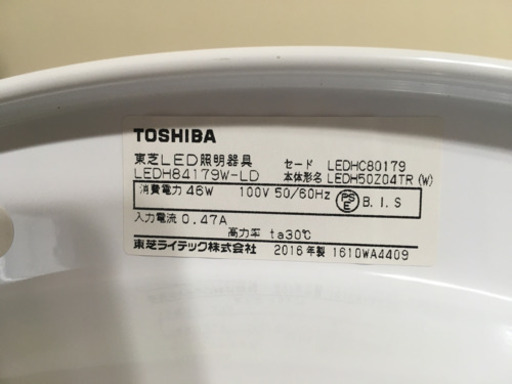 TOSHIBA
東芝LED照明器具 セード LEDHC80179
LEDH84179W-LD 本体形名 LEDH50Z04TR (W)
消費電力 46W 100V 50/60Hz PSE B.I.S
入力電流 0.47A
高力率 ta30℃
東芝ライテック株式会社 2016年製 1610WA4409